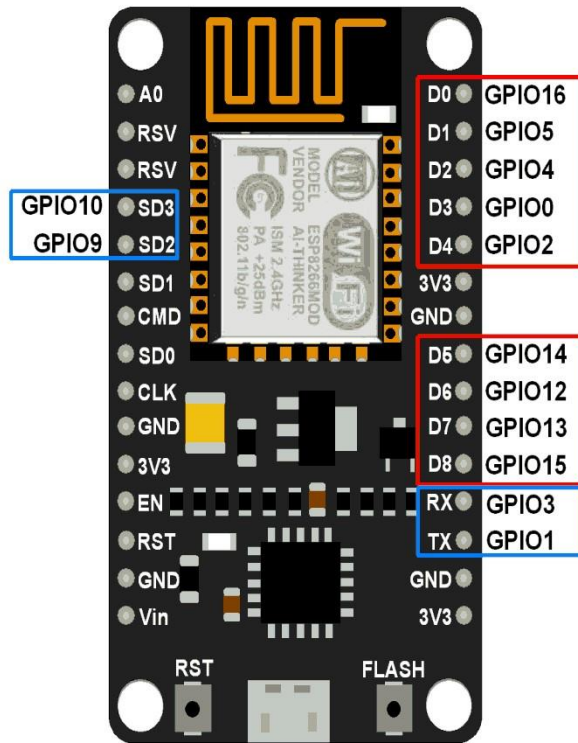 A0
RSV
RSV
GPIO10 SD3
GPIO9 SD2
SD1
CMD
SD0
CLK
GND
3V3
EN
RST
GND
Vin
MODEL
VENDOR
ESP8266MOD
AI-THINKER
ISM 2.4GHz
PA +25dBm
802.11b/g/n
FC
Wi Fi
D0 GPIO16
D1 GPIO5
D2 GPIO4
D3 GPIO0
D4 GPIO2
3V3
GND
D5 GPIO14
D6 GPIO12
D7 GPIO13
D8 GPIO15
RX GPIO3
TX GPIO1
GND
3V3
RST
FLASH